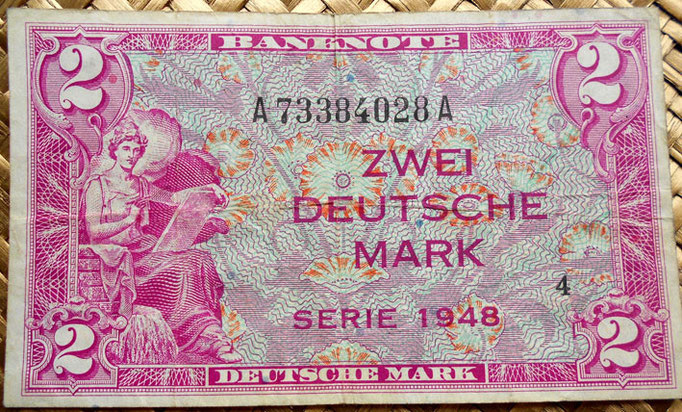 2 BANKNOTE 2
A 73384028 A
ZWEI
DEUTSCHE
MARK
4
SERIE 1948
2 DEUTSCHE MARK 2